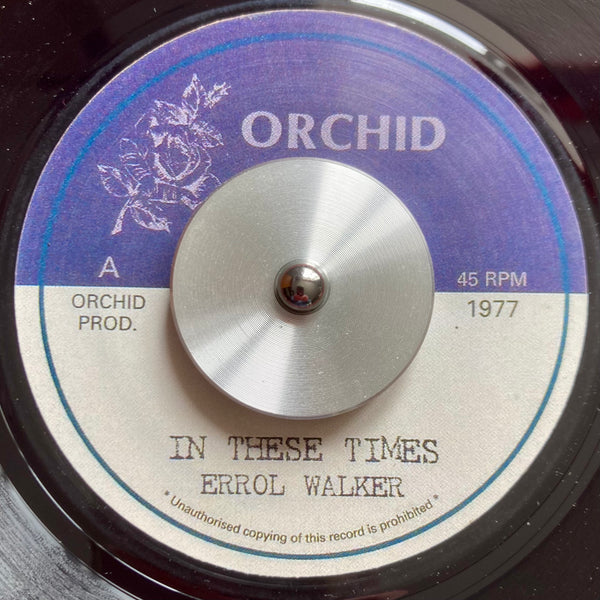 ORCHID
A
45 RPM
ORCHID
PROD.
1977
IN THESE TIMES
ERROL WALKER
* Unauthorised copying of this record is prohibited *